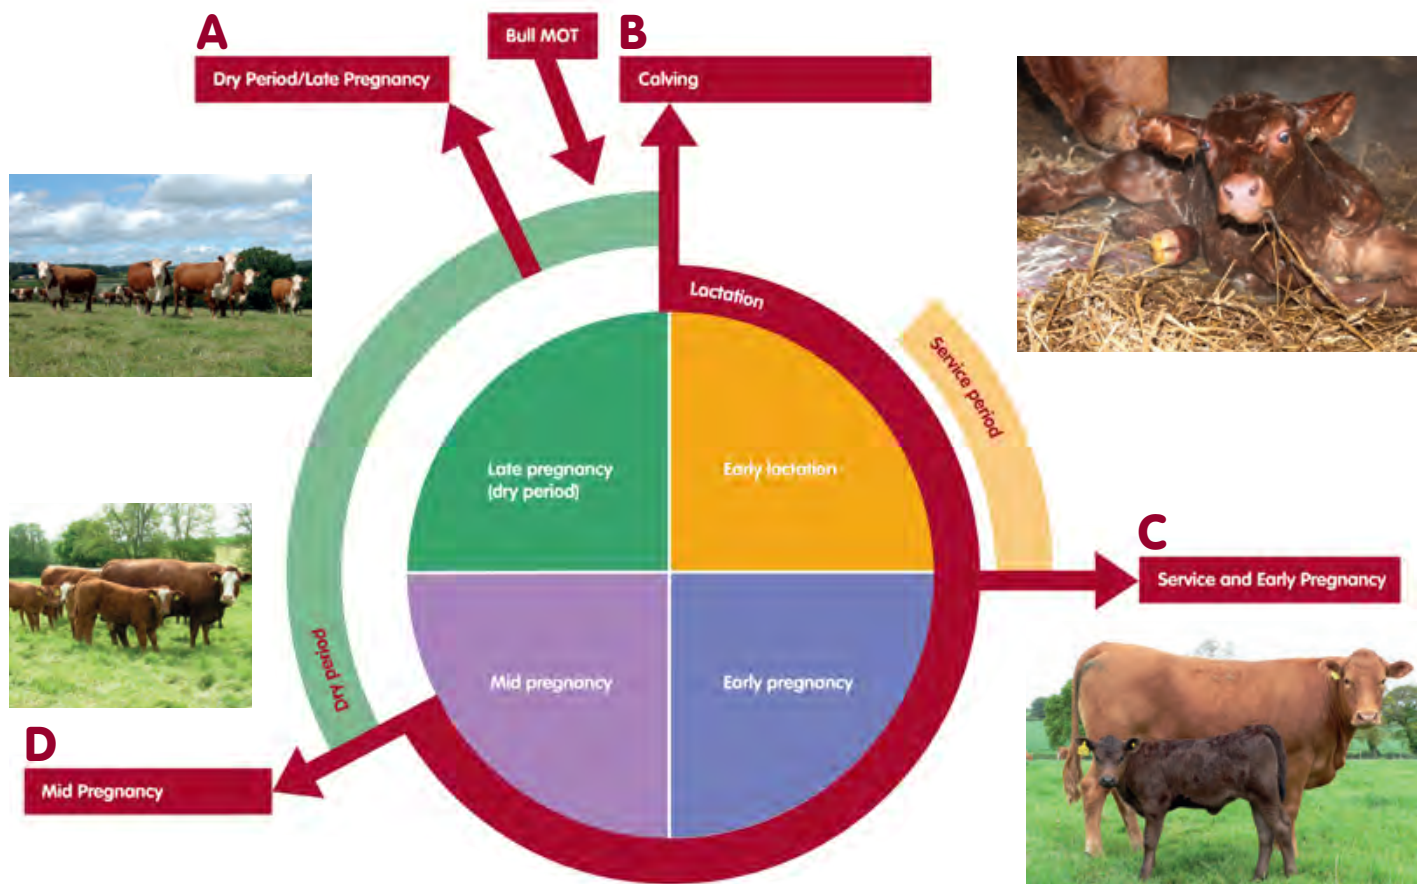 A
Dry Period/Late Pregnancy
Bull MOT
B
Calving
Lactation
Service period
Late pregnancy
(dry period)
Early lactation
C
Service and Early Pregnancy
Dry period
Mid pregnancy
Early pregnancy
D
Mid Pregnancy